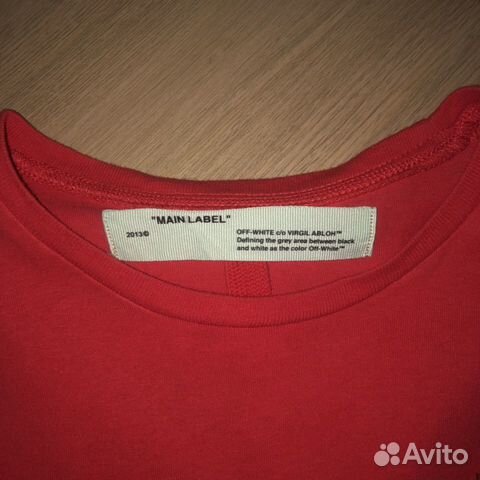 "MAIN LABEL"
2013©
OFF-WHITE c/o VIRGIL ABLOH™
Defining the grey area between black
and white as the color Off-White™
Avito